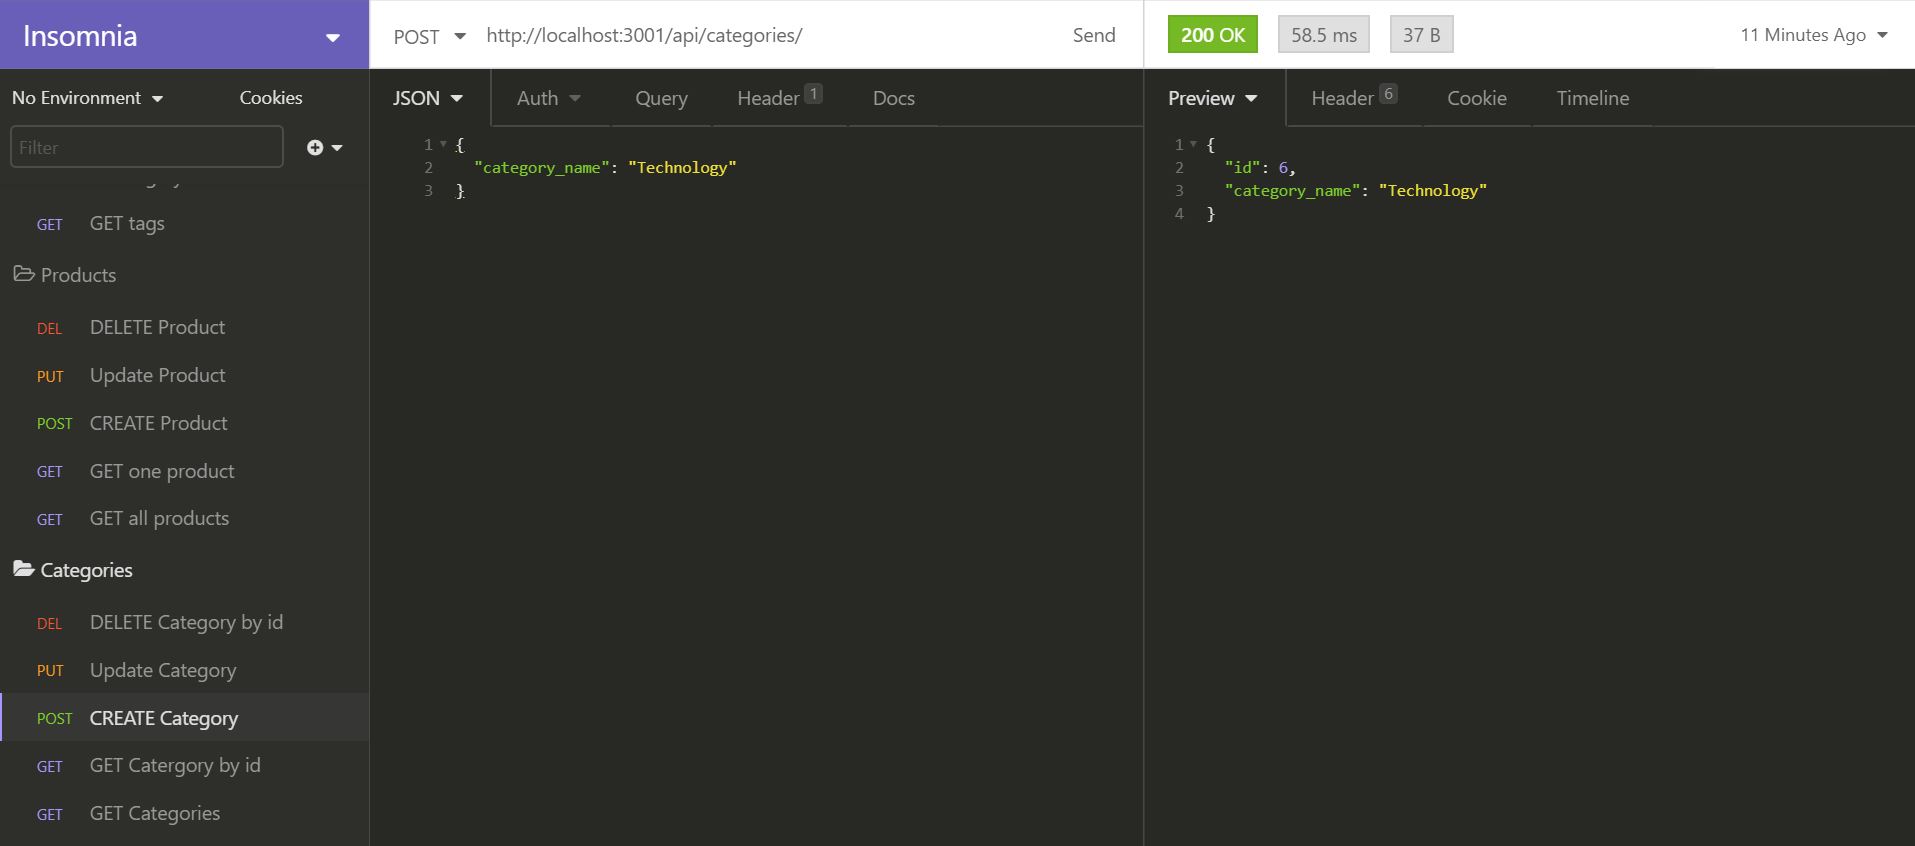 Insomnia
No Environment Cookies
Filter
GET GET tags
Products
DEL DELETE Product
PUT Update Product
POST CREATE Product
GET GET one product
GET GET all products
Categories
DEL DELETE Category by id
PUT Update Category
POST CREATE Category
GET GET Catergory by id
GET GET Categories
POST http://localhost:3001/api/categories/ Send
JSON Auth Query Header 1 Docs
1 {
2 "category_name": "Technology"
3 }
200 OK 58.5 ms 37 B 11 Minutes Ago
Preview Header 6 Cookie Timeline
1 {
2 "id": 6,
3 "category_name": "Technology"
4 }